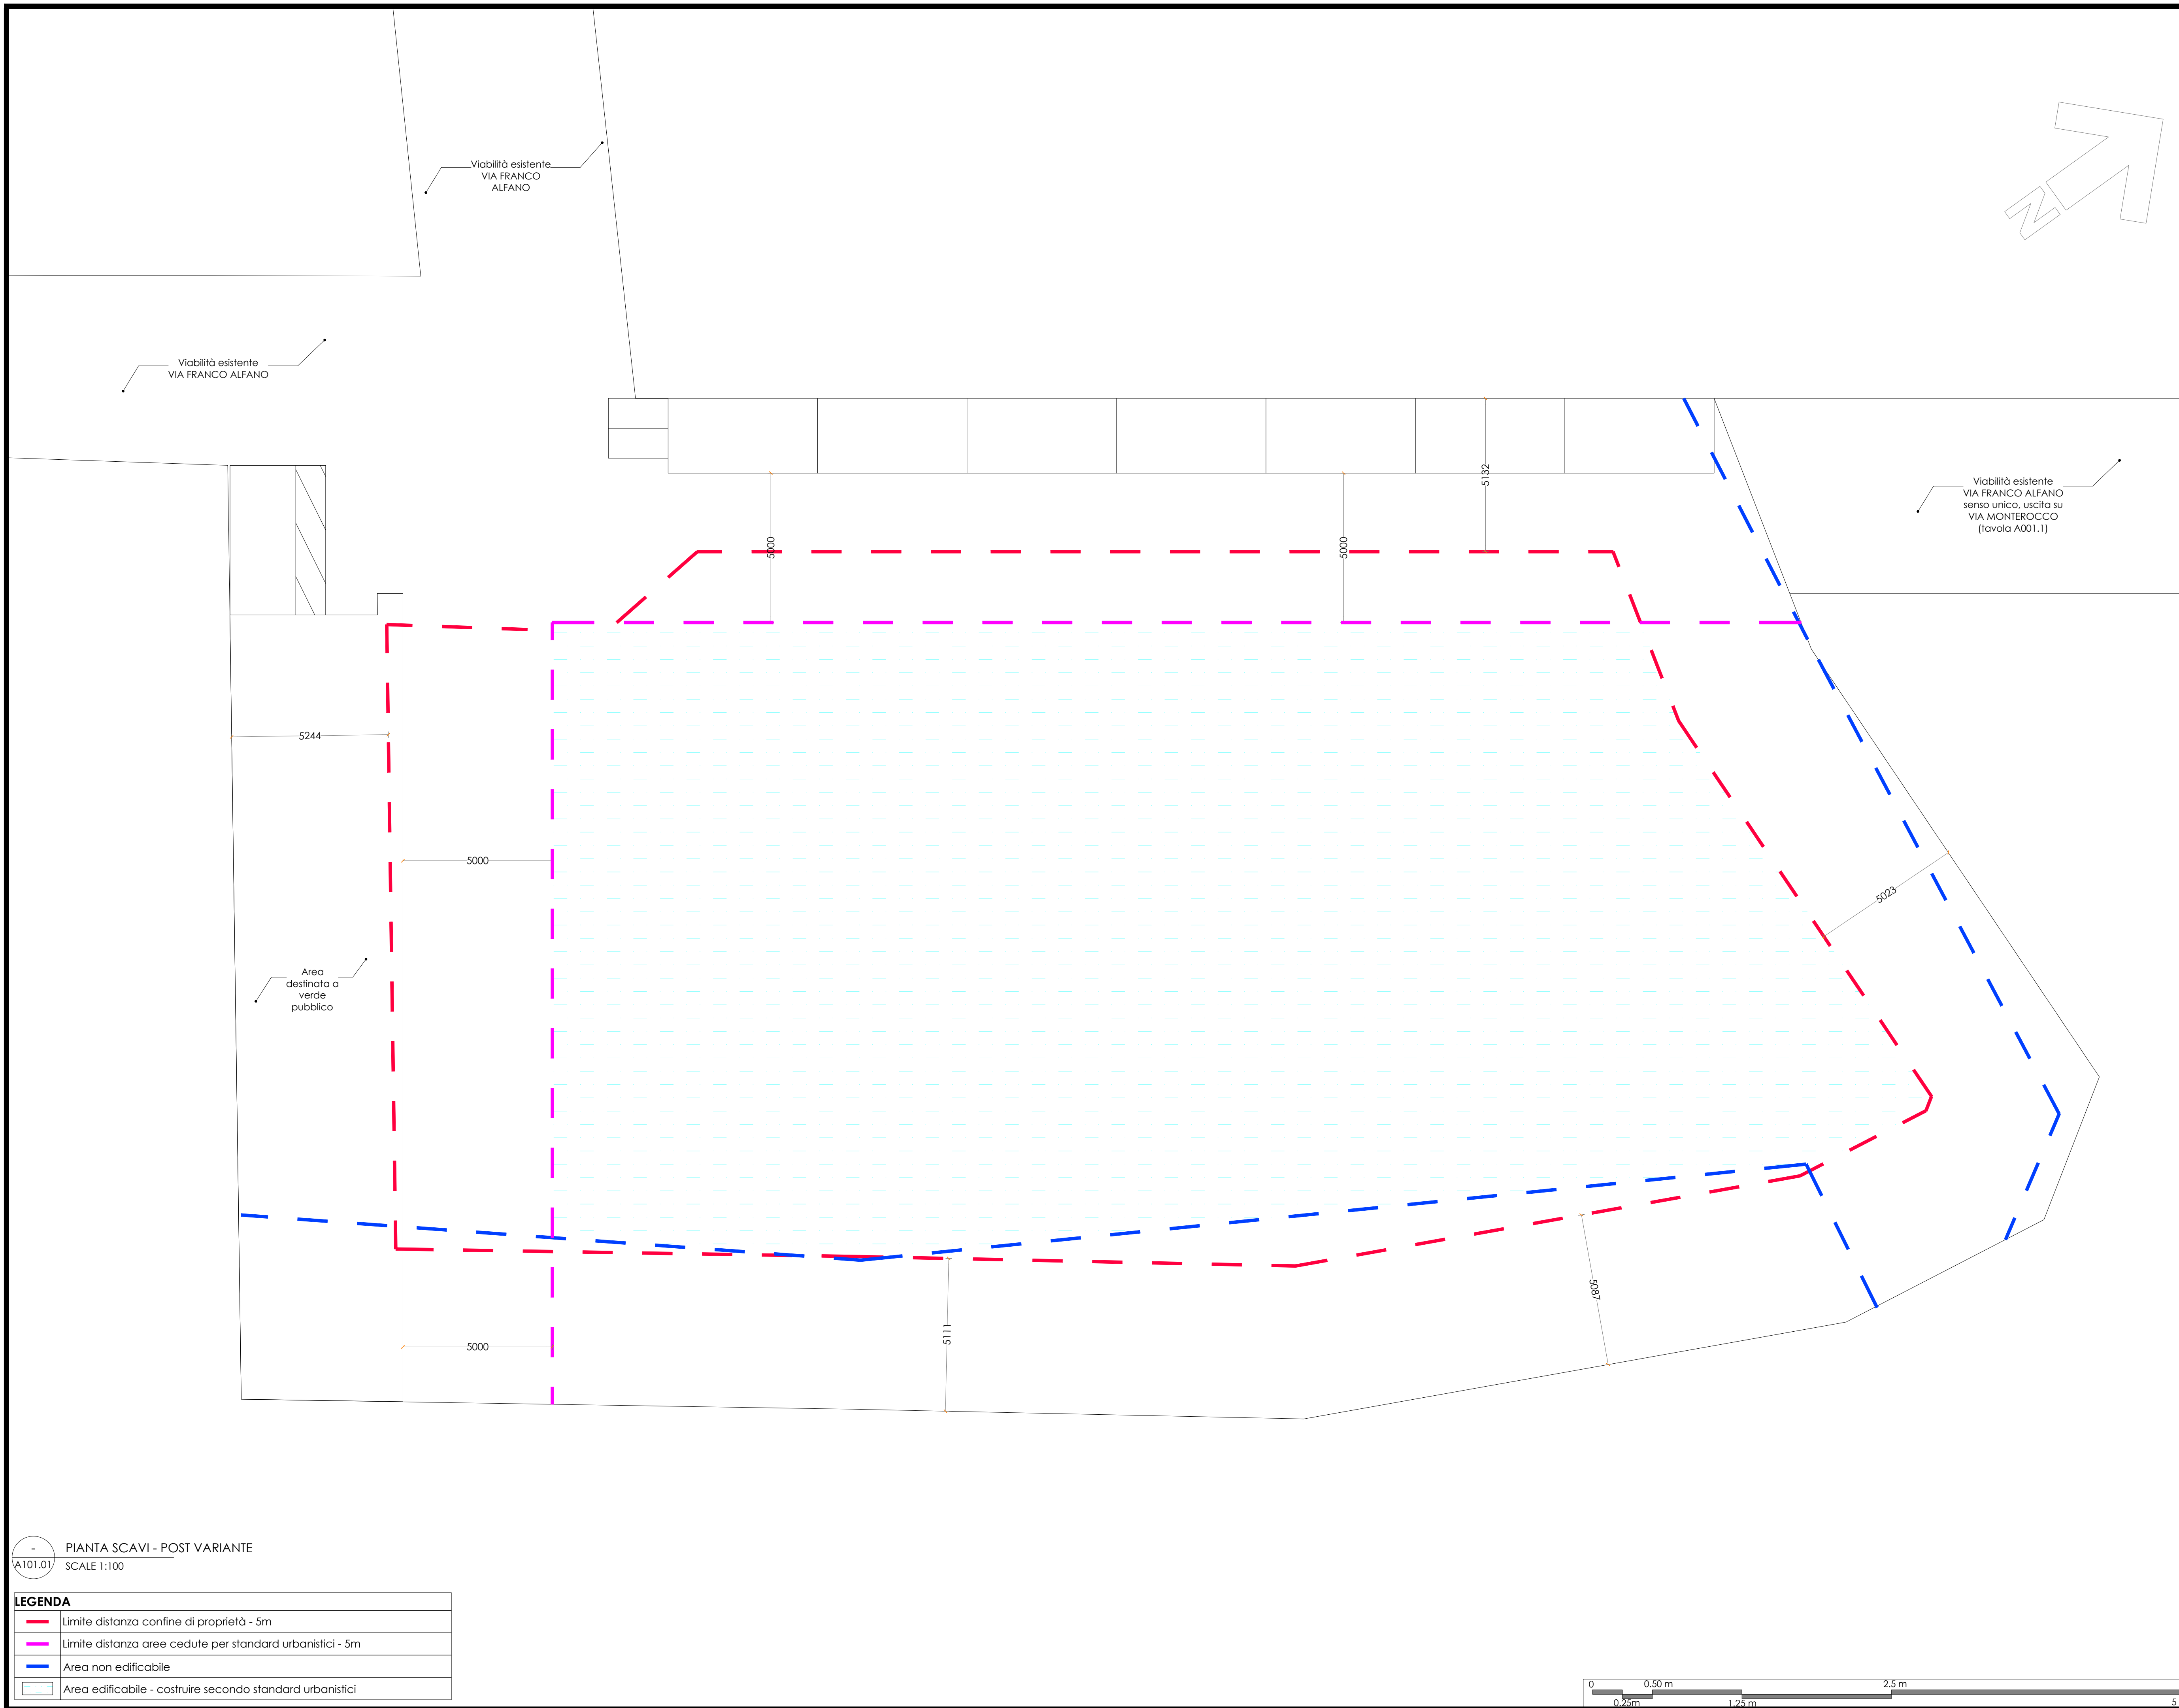 Viabilità esistente
VIA FRANCO
ALFANO
N
Viabilità esistente
VIA FRANCO ALFANO
Viabilità esistente
VIA FRANCO ALFANO
senso unico, uscita su
VIA MONTEROCCO
(tavola A001.1)
5132
5000
5000
5244
5000
5023
Area
destinata a
verde
pubblico
5087
5111
5000
-
A101.01
PIANTA SCAVI - POST VARIANTE
SCALE 1:100
LEGENDA
Limite distanza confine di proprietà - 5m
Limite distanza aree cedute per standard urbanistici - 5m
Area non edificabile
Area edificabile - costruire secondo standard urbanistici
0 0.50 m 2.5 m
0.25m 1.25 m 5